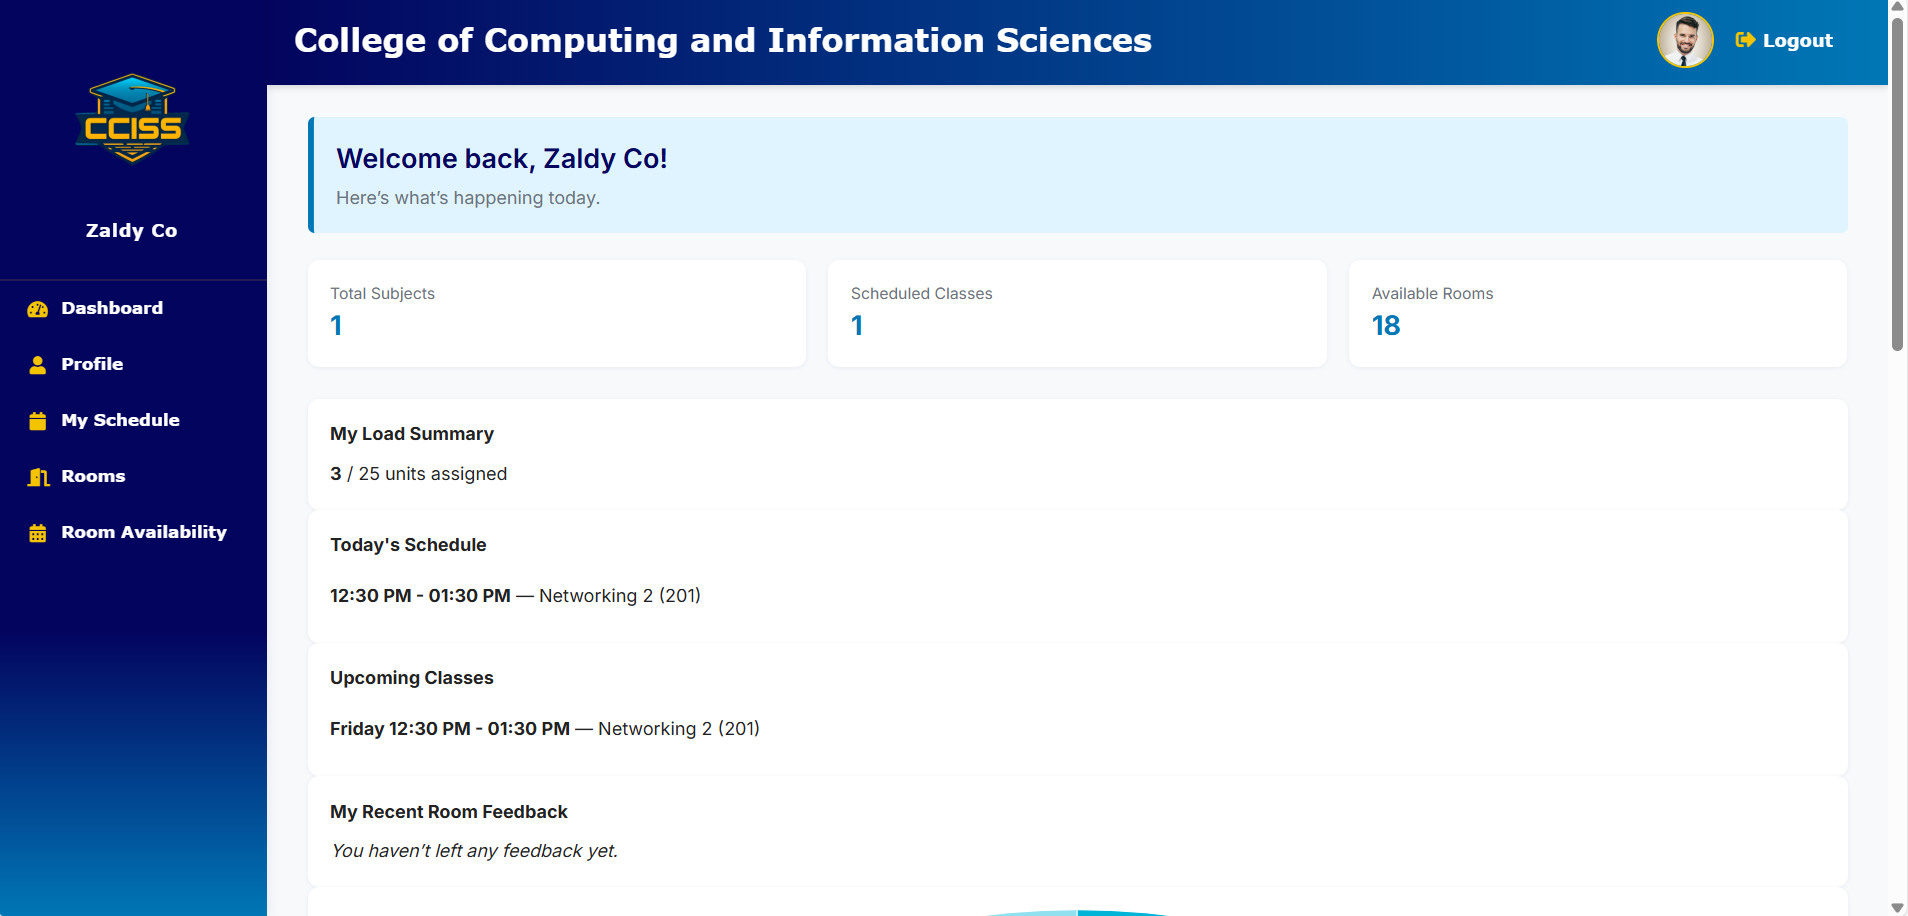 College of Computing and Information Sciences
Logout
CCISS
Zaldy Co
Dashboard
Profile
My Schedule
Rooms
Room Availability
Welcome back, Zaldy Co!
Here’s what’s happening today.
Total Subjects
1
Scheduled Classes
1
Available Rooms
18
My Load Summary
3 / 25 units assigned
Today's Schedule
12:30 PM - 01:30 PM — Networking 2 (201)
Upcoming Classes
Friday 12:30 PM - 01:30 PM — Networking 2 (201)
My Recent Room Feedback
You haven’t left any feedback yet.